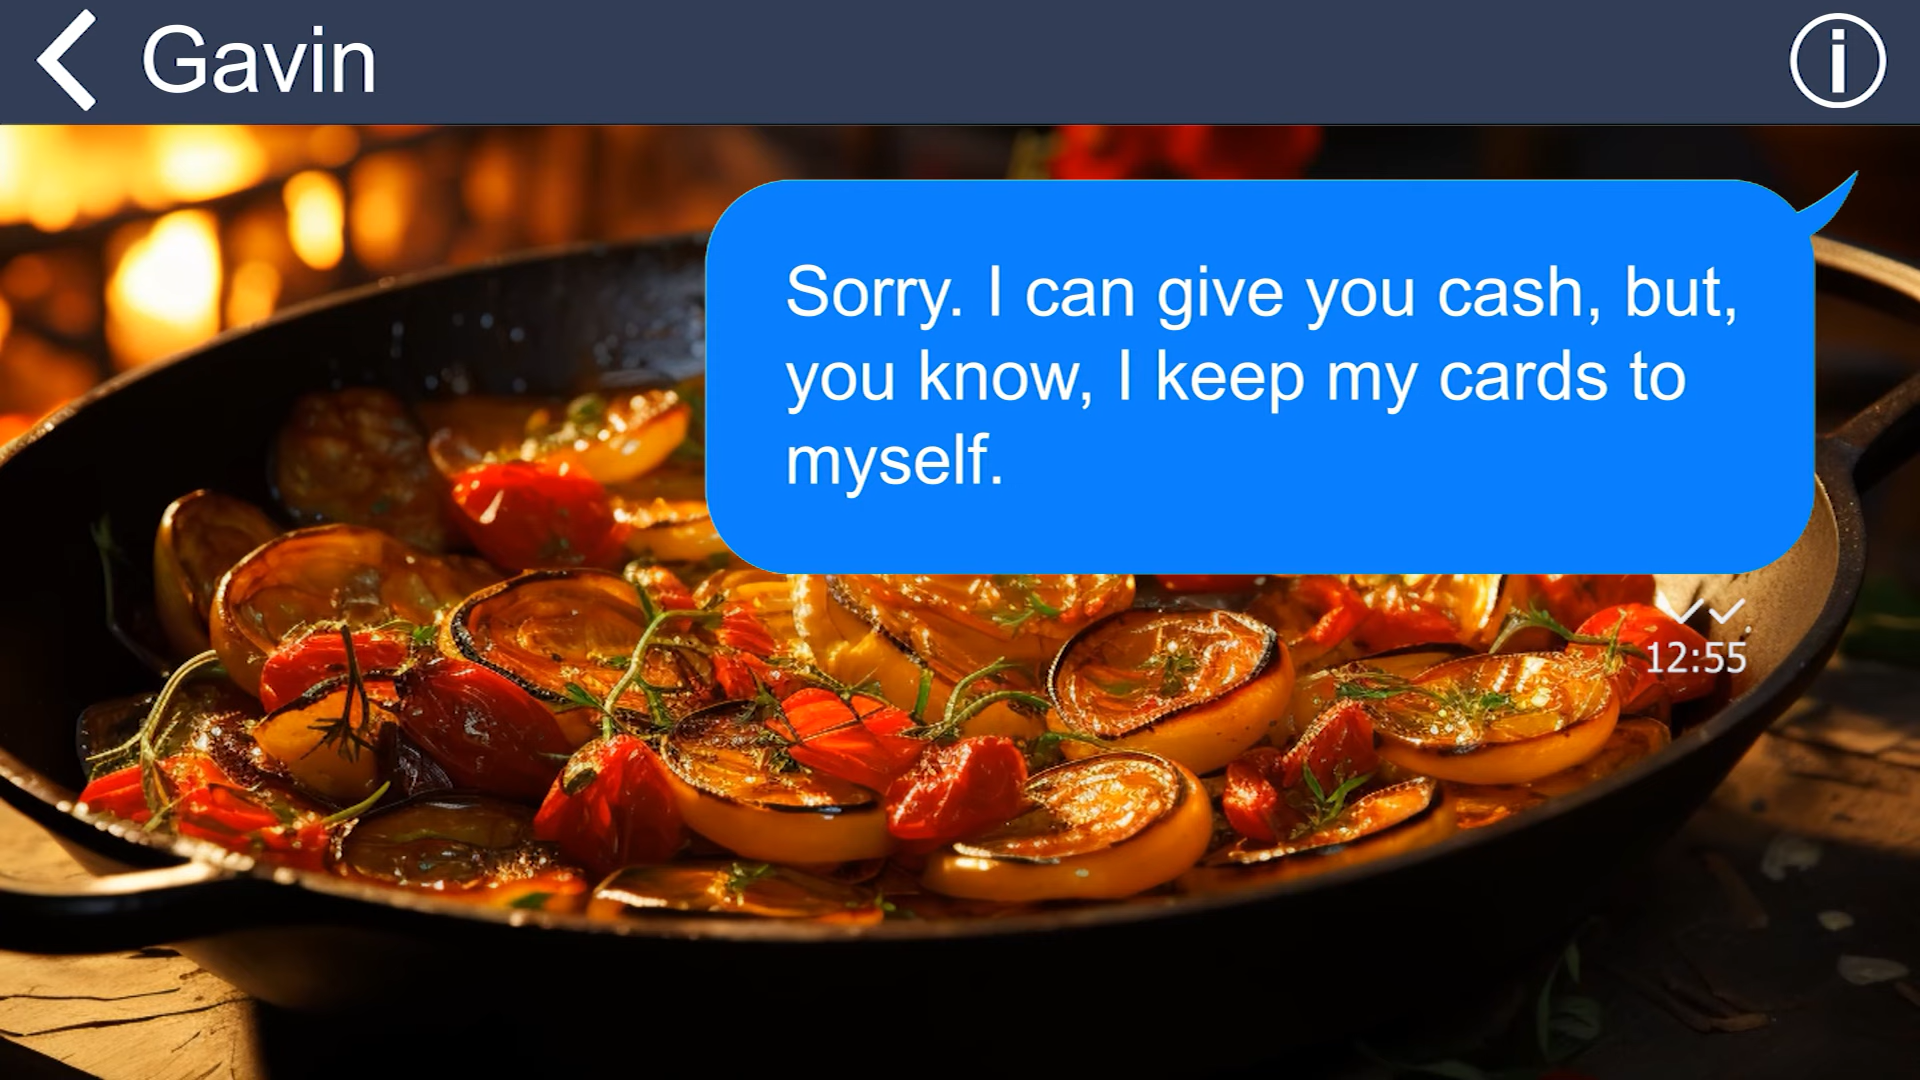 Gavin
Sorry. I can give you cash, but,
you know, I keep my cards to
myself.
12:55